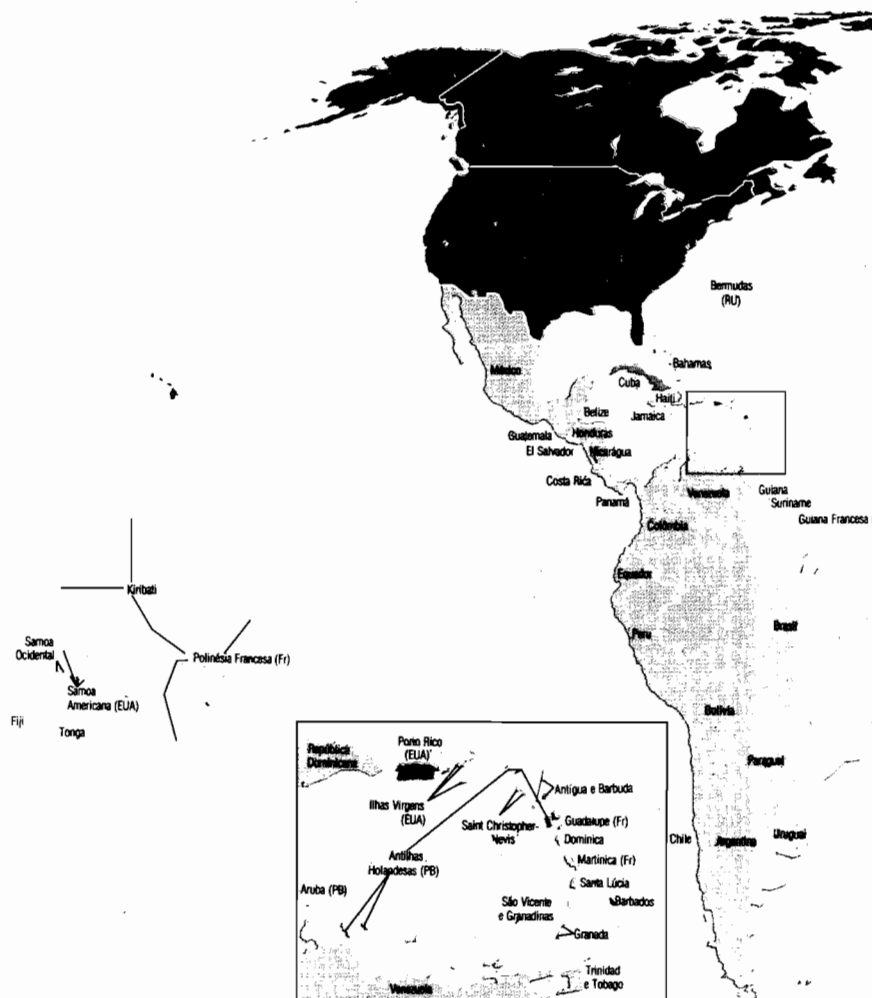 Bermudas
(RU)
Bahamas
México
Cuba
Haiti
Belize
Jamaica
Guatemala
Honduras
El Salvador
Nicarágua
Costa Rica
Panamá
Venezuela
Guiana
Suriname
Guiana Francesa
Colômbia
Equador
Kiribati
Brasil
Peru
Samoa
Ocidental
Polinésia Francesa (Fr)
Samoa
Americana (EUA)
Fiji
Tonga
Bolívia
Paraguai
Chile
Argentina
Uruguai
República
Dominicana
Porto Rico
(EUA)
Ilhas Virgens
(EUA)
Antígua e Barbuda
Saint Christopher-
Nevis
Guadalupe (Fr)
Dominica
Antilhas
Holandesas (PB)
Martinica (Fr)
Aruba (PB)
Santa Lúcia
São Vicente
e Granadinas
Barbados
Granada
Trinidad
e Tobago
Venezuela